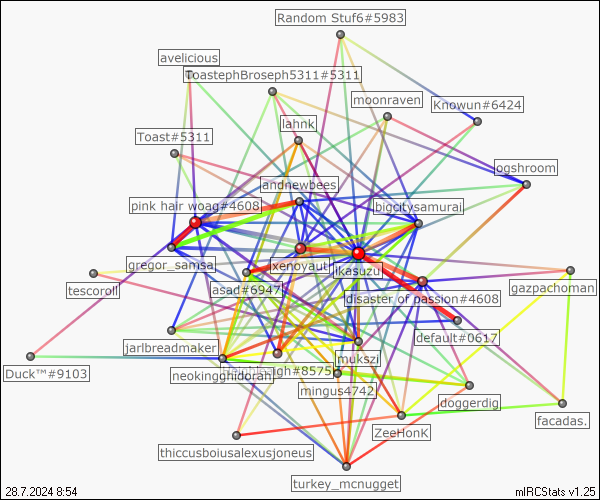 Random Stuf6#5983
avelicious
ToastephBroseph5311#5311
moonraven
Knowun#6424
lahnk
Toast#5311
ogshroom
andnewbees
pink hair woag#4608
bigcitysamurai
gregor_samsa
xenoyaut
ikasuzu
tescoroll
asad#6947
gazpachoman
disaster of passion#4608
default#0617
jarlbreadmaker
mukszi
Duck™#9103
neokingghidorah
#8575
mingus4742
doggerdig
facadas.
ZeeHonK
thiccusboiusalexusjoneus
turkey_mcnugget
28.7.2024 8:54
mIRCStats v1.25